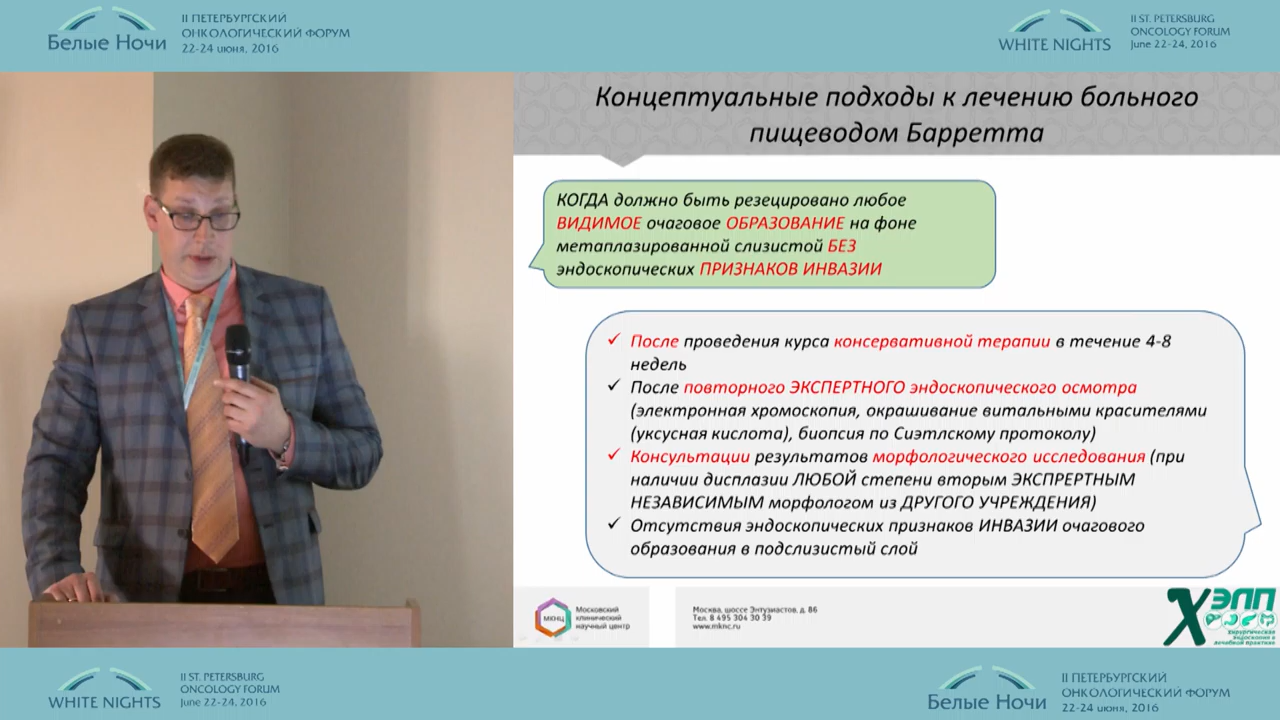 Белые Ночи
II ПЕТЕРБУРГСКИЙ
ОНКОЛОГИЧЕСКИЙ ФОРУМ
22-24 июня, 2016
WHITE NIGHTS
II ST. PETERSBURG
ONCOLOGY FORUM
June 22-24, 2016
Концептуальные подходы к лечению больного
пищеводом Барретта
КОГДА должно быть резецировано любое
ВИДИМОЕ очаговое ОБРАЗОВАНИЕ на фоне
метаплазированной слизистой БЕЗ
эндоскопических ПРИЗНАКОВ ИНВАЗИИ
✓ После проведения курса консервативной терапии в течение 4-8
недель
✓ После повторного ЭКСПЕРТНОГО эндоскопического осмотра
(электронная хромоскопия, окрашивание витальными красителями
(уксусная кислота), биопсия по Сиэтлскому протоколу)
✓ Консультации результатов морфологического исследования (при
наличии дисплазии ЛЮБОЙ степени вторым ЭКСПРЕРТНЫМ
НЕЗАВИСИМЫМ морфологом из ДРУГОГО УЧРЕЖДЕНИЯ)
✓ Отсутствия эндоскопических признаков ИНВАЗИИ очагового
образования в подслизистый слой
МКНЦ
Московский
клинический
научный центр
Москва, шоссе Энтузиастов, д. 86
Тел. 8 495 304 30 39
www.mknc.ru
ХЭЛП
хирургическая
эндоскопия в
лечебной практике
WHITE NIGHTS
II ST. PETERSBURG
ONCOLOGY FORUM
June 22-24, 2016
Белые Ночи
II ПЕТЕРБУРГСКИЙ
ОНКОЛОГИЧЕСКИЙ ФОРУМ
22-24 июня, 2016